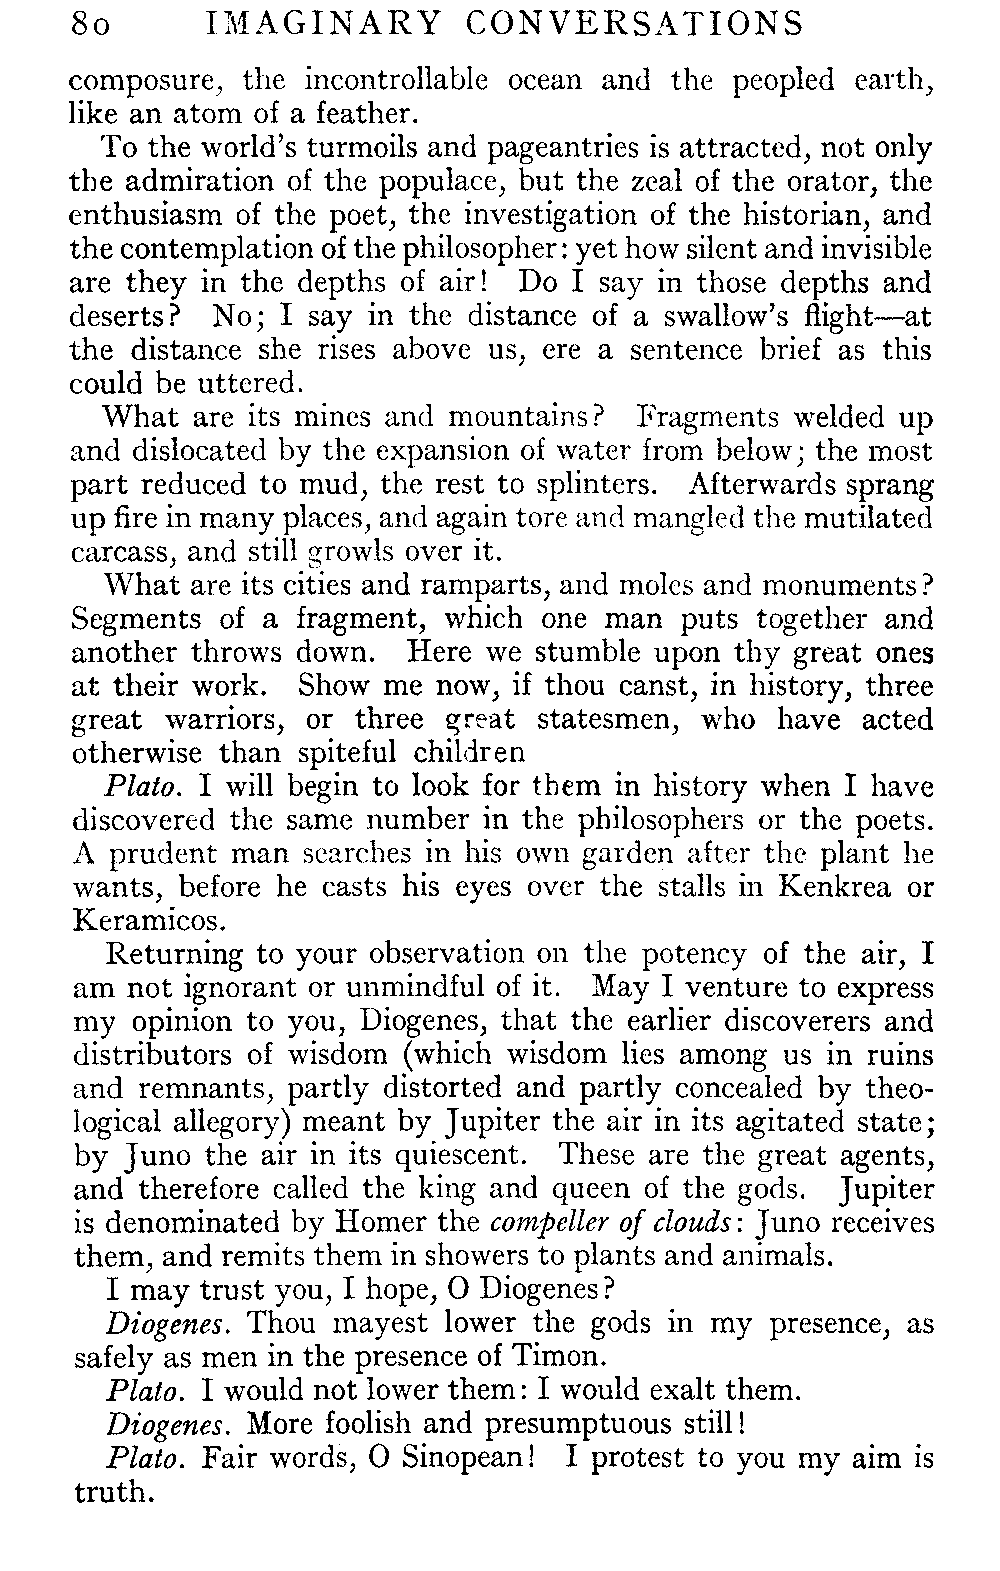 80 IMAGINARY CONVERSATIONS
composure, the incontrollable ocean and the peopled earth,
like an atom of a feather.
To the world's turmoils and pageantries is attracted, not only
the admiration of the populace, but the zeal of the orator, the
enthusiasm of the poet, the investigation of the historian, and
the contemplation of the philosopher: yet how silent and invisible
are they in the depths of air! Do I say in those depths and
deserts? No; I say in the distance of a swallow's flight—at
the distance she rises above us, ere a sentence brief as this
could be uttered.
What are its mines and mountains? Fragments welded up
and dislocated by the expansion of water from below; the most
part reduced to mud, the rest to splinters. Afterwards sprang
up fire in many places, and again tore and mangled the mutilated
carcass, and still growls over it.
What are its cities and ramparts, and moles and monuments?
Segments of a fragment, which one man puts together and
another throws down. Here we stumble upon thy great ones
at their work. Show me now, if thou canst, in history, three
great warriors, or three great statesmen, who have acted
otherwise than spiteful children
Plato. I will begin to look for them in history when I have
discovered the same number in the philosophers or the poets.
A prudent man searches in his own garden after the plant he
wants, before he casts his eyes over the stalls in Kenkrea or
Keramicos.
Returning to your observation on the potency of the air, I
am not ignorant or unmindful of it. May I venture to express
my opinion to you, Diogenes, that the earlier discoverers and
distributors of wisdom (which wisdom lies among us in ruins
and remnants, partly distorted and partly concealed by theo-
logical allegory) meant by Jupiter the air in its agitated state;
by Juno the air in its quiescent. These are the great agents,
and therefore called the king and queen of the gods. Jupiter
is denominated by Homer the compeller of clouds: Juno receives
them, and remits them in showers to plants and animals.
I may trust you, I hope, O Diogenes?
Diogenes. Thou mayest lower the gods in my presence, as
safely as men in the presence of Timon.
Plato. I would not lower them: I would exalt them.
Diogenes. More foolish and presumptuous still!
Plato. Fair words, O Sinopean! I protest to you my aim is
truth.